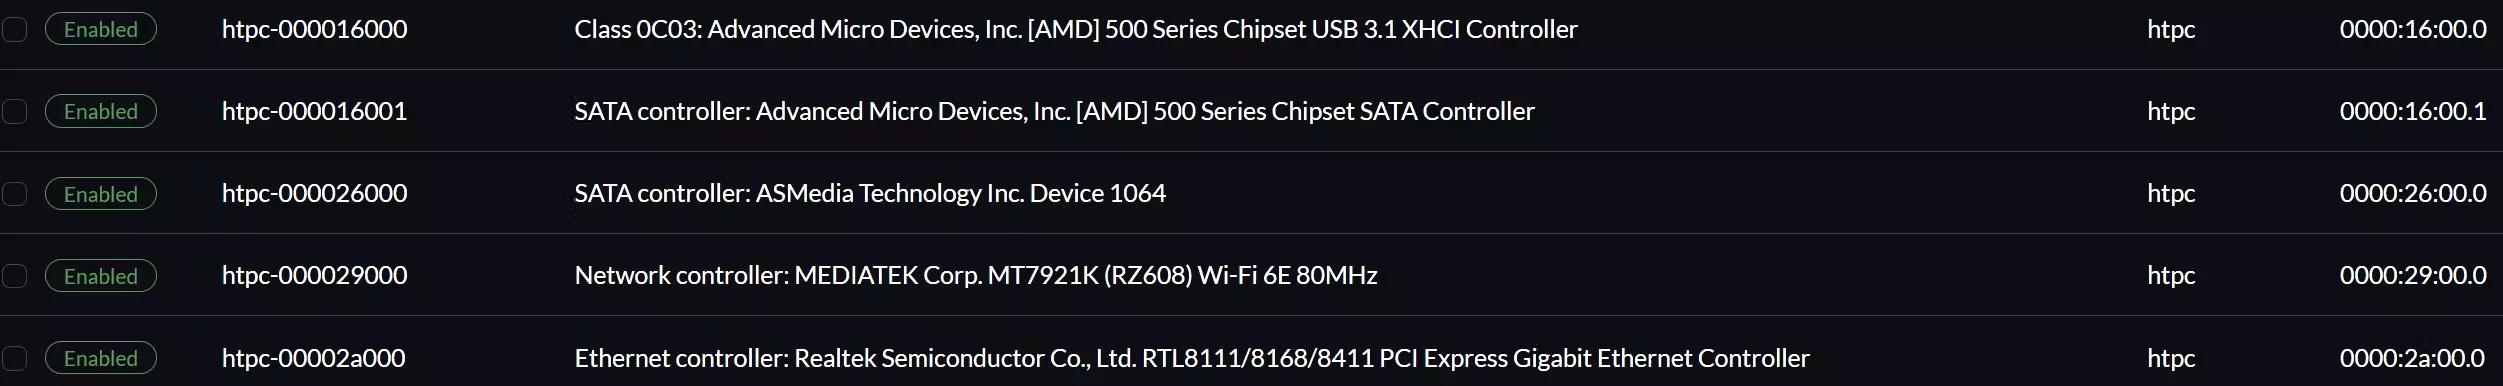 Enabled htpc-000016000 Class 0C03: Advanced Micro Devices, Inc. [AMD] 500 Series Chipset USB 3.1 XHCI Controller htpc 0000:16:00.0
Enabled htpc-000016001 SATA controller: Advanced Micro Devices, Inc. [AMD] 500 Series Chipset SATA Controller htpc 0000:16:00.1
Enabled htpc-000026000 SATA controller: ASMedia Technology Inc. Device 1064 htpc 0000:26:00.0
Enabled htpc-000029000 Network controller: MEDIATEK Corp. MT7921K (RZ608) Wi-Fi 6E 80MHz htpc 0000:29:00.0
Enabled htpc-00002a000 Ethernet controller: Realtek Semiconductor Co., Ltd. RTL8111/8168/8411 PCI Express Gigabit Ethernet Controller htpc 0000:2a:00.0